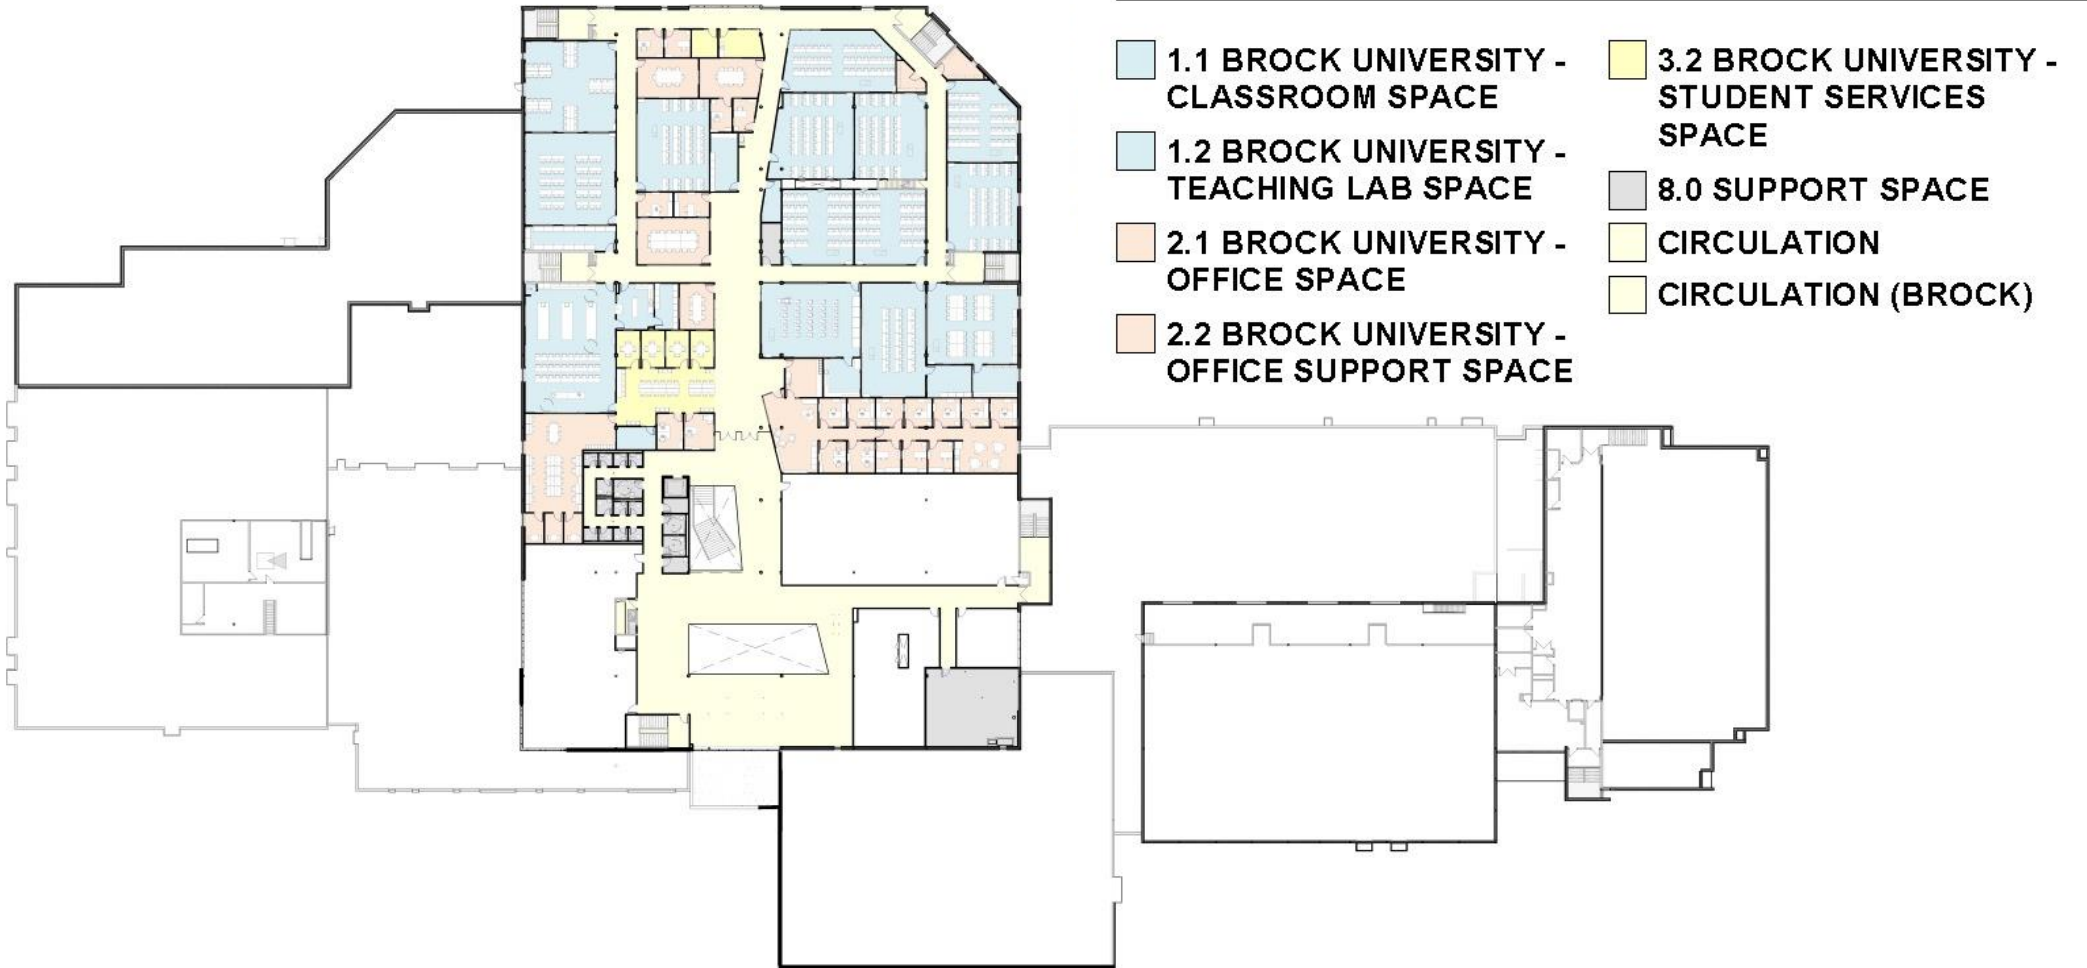 1.1 BROCK UNIVERSITY -
CLASSROOM SPACE
1.2 BROCK UNIVERSITY -
TEACHING LAB SPACE
2.1 BROCK UNIVERSITY -
OFFICE SPACE
2.2 BROCK UNIVERSITY -
OFFICE SUPPORT SPACE
3.2 BROCK UNIVERSITY -
STUDENT SERVICES
SPACE
8.0 SUPPORT SPACE
CIRCULATION
CIRCULATION (BROCK)